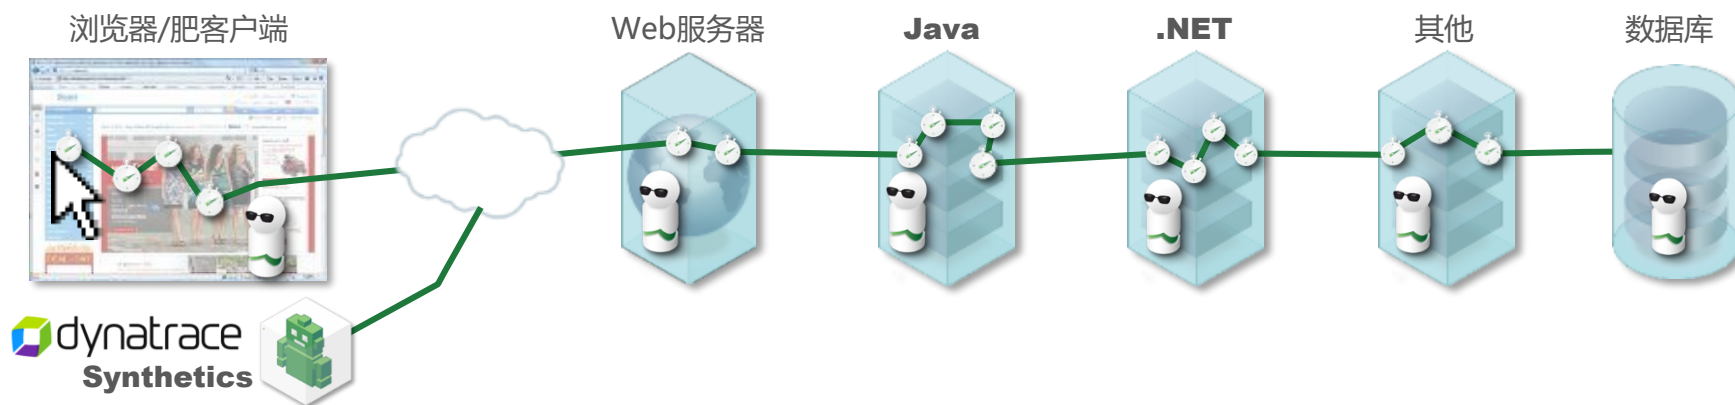 浏览器/肥客户端
Web服务器
Java
.NET
其他
数据库
dynatrace
Synthetics